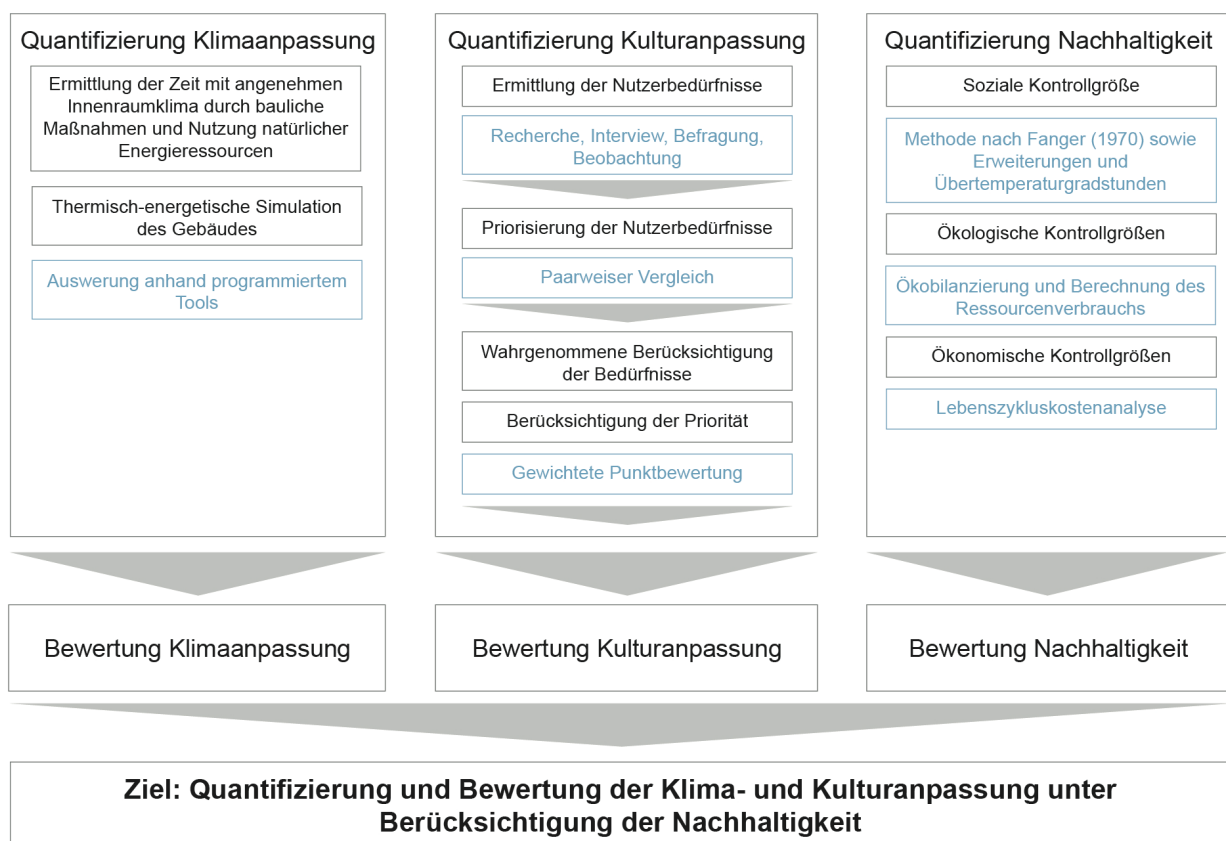 Quantifizierung Klimaanpassung
Ermittlung der Zeit mit angenehmen
Innenraumklima durch bauliche
Maßnahmen und Nutzung natürlicher
Energieressourcen
Thermisch-energetische Simulation
des Gebäudes
Auswerung anhand programmiertem
Tools
Quantifizierung Kulturanpassung
Ermittlung der Nutzerbedürfnisse
Recherche, Interview, Befragung,
Beobachtung
Priorisierung der Nutzerbedürfnisse
Paarweiser Vergleich
Wahrgenommene Berücksichtigung
der Bedürfnisse
Berücksichtigung der Priorität
Gewichtete Punktbewertung
Quantifizierung Nachhaltigkeit
Soziale Kontrollgröße
Methode nach Fanger (1970) sowie
Erweiterungen und
Übertemperaturgradstunden
Ökologische Kontrollgrößen
Ökobilanzierung und Berechnung des
Ressourcenverbrauchs
Ökonomische Kontrollgrößen
Lebenszykluskostenanalyse
Bewertung Klimaanpassung
Bewertung Kulturanpassung
Bewertung Nachhaltigkeit
Ziel: Quantifizierung und Bewertung der Klima- und Kulturanpassung unter
Berücksichtigung der Nachhaltigkeit